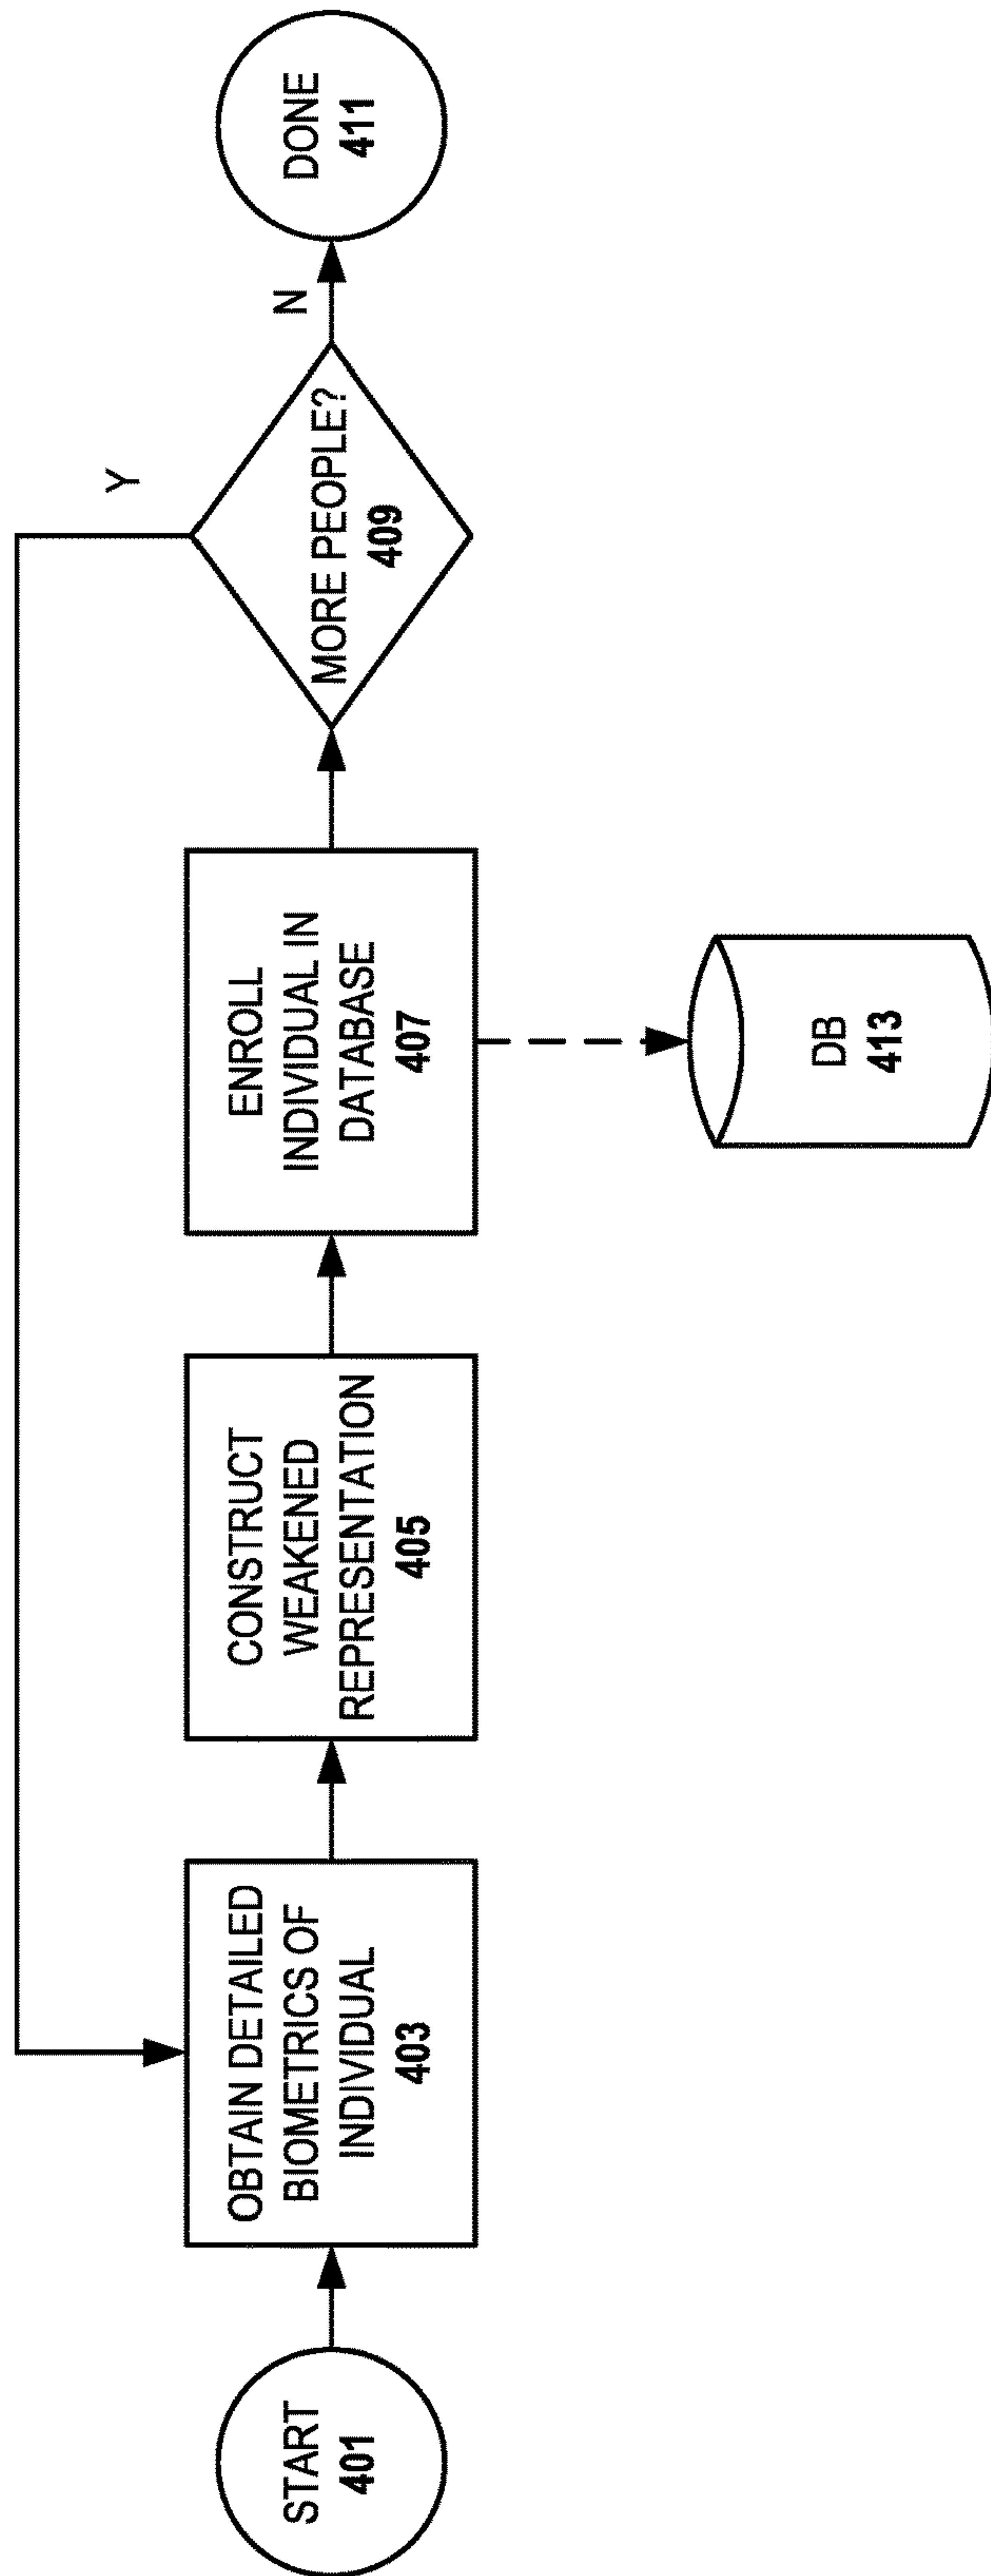 START
401
OBTAIN DETAILED
BIOMETRICS OF
INDIVIDUAL
403
CONSTRUCT
WEAKENED
REPRESENTATION
405
ENROLL
INDIVIDUAL IN
DATABASE
407
MORE PEOPLE?
409
Y
N
DONE
411
DB
413